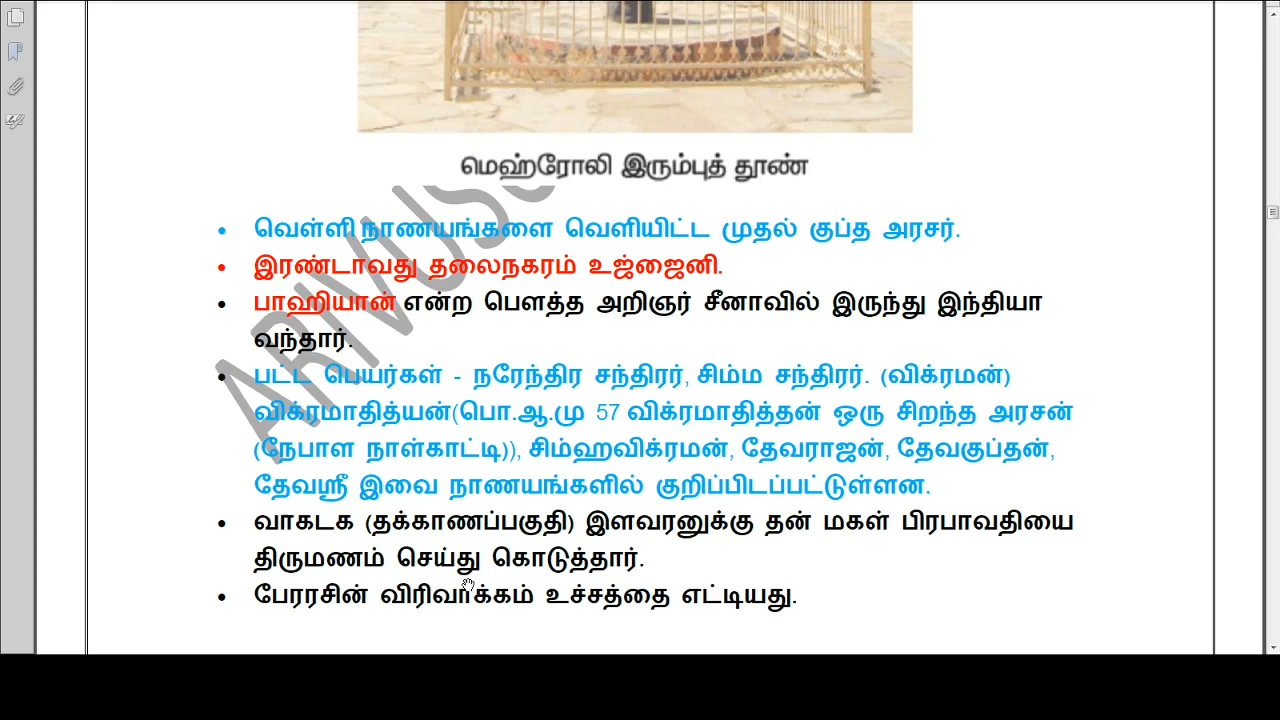 மெஹ்ரோலி இரும்புத் தூண்
வெள்ளி நாணயங்களை வெளியிட்ட முதல் குப்த அரசர்.
இரண்டாவது தலைநகரம் உஜ்ஜைனி.
பாஹியான் என்ற பௌத்த அறிஞர் சீனாவில் இருந்து இந்தியா
வந்தார்.
பட்ட பெயர்கள் - நரேந்திர சந்திரர், சிம்ம சந்திரர். (விக்ரமன்)
விக்ரமாதித்யன்(பொ.ஆ.மு 57 விக்ரமாதித்தன் ஒரு சிறந்த அரசன்
(நேபாள நாள்காட்டி)), சிம்ஹவிக்ரமன், தேவராஜன், தேவகுப்தன்,
தேவஸ்ரீ இவை நாணயங்களில் குறிப்பிடப்பட்டுள்ளன.
வாகடக (தக்காணப்பகுதி) இளவரனுக்கு தன் மகள் பிரபாவதியை
திருமணம் செய்து கொடுத்தார்.
பேரரசின் விரிவாக்கம் உச்சத்தை எட்டியது.